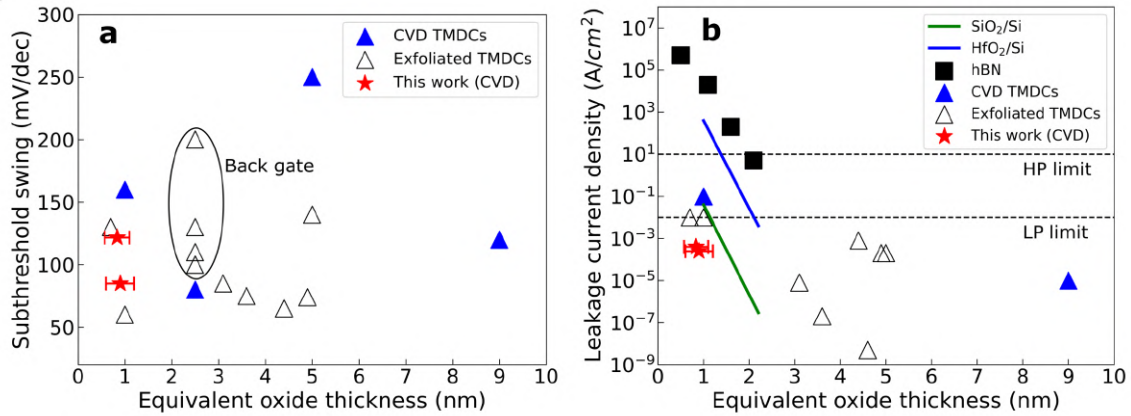 a
CVD TMDCs
Exfoliated TMDCs
This work (CVD)
Back gate
300
250
200
150
100
50
0 1 2 3 4 5 6 7 8 9 10
Subthreshold swing (mV/dec)
Equivalent oxide thickness (nm)
b
SiO₂/Si
HfO₂/Si
hBN
CVD TMDCs
Exfoliated TMDCs
This work (CVD)
HP limit
LP limit
10⁷
10⁵
10³
10¹
10⁻¹
10⁻³
10⁻⁵
10⁻⁷
10⁻⁹
0 1 2 3 4 5 6 7 8 9 10
Leakage current density (A/cm²)
Equivalent oxide thickness (nm)